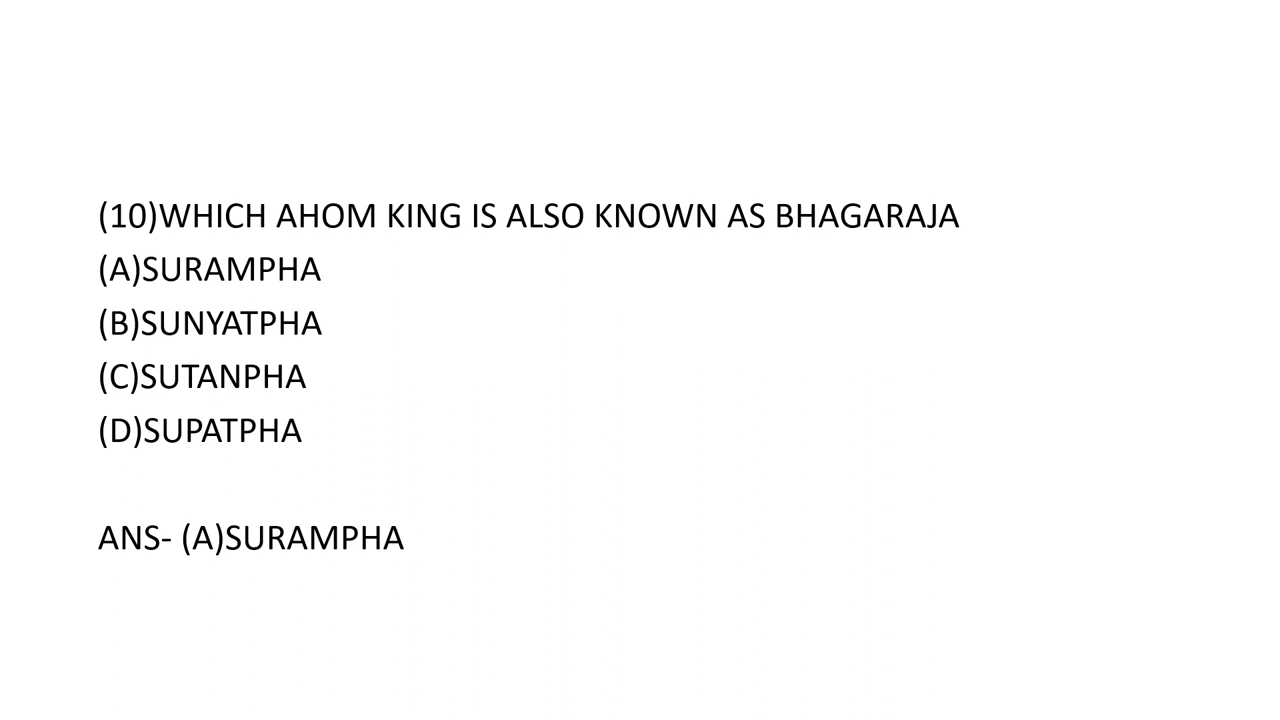 (10)WHICH AHOM KING IS ALSO KNOWN AS BHAGARAJA
(A)SURAMPHA
(B)SUNYATPHA
(C)SUTANPHA
(D)SUPATPHA
ANS- (A)SURAMPHA